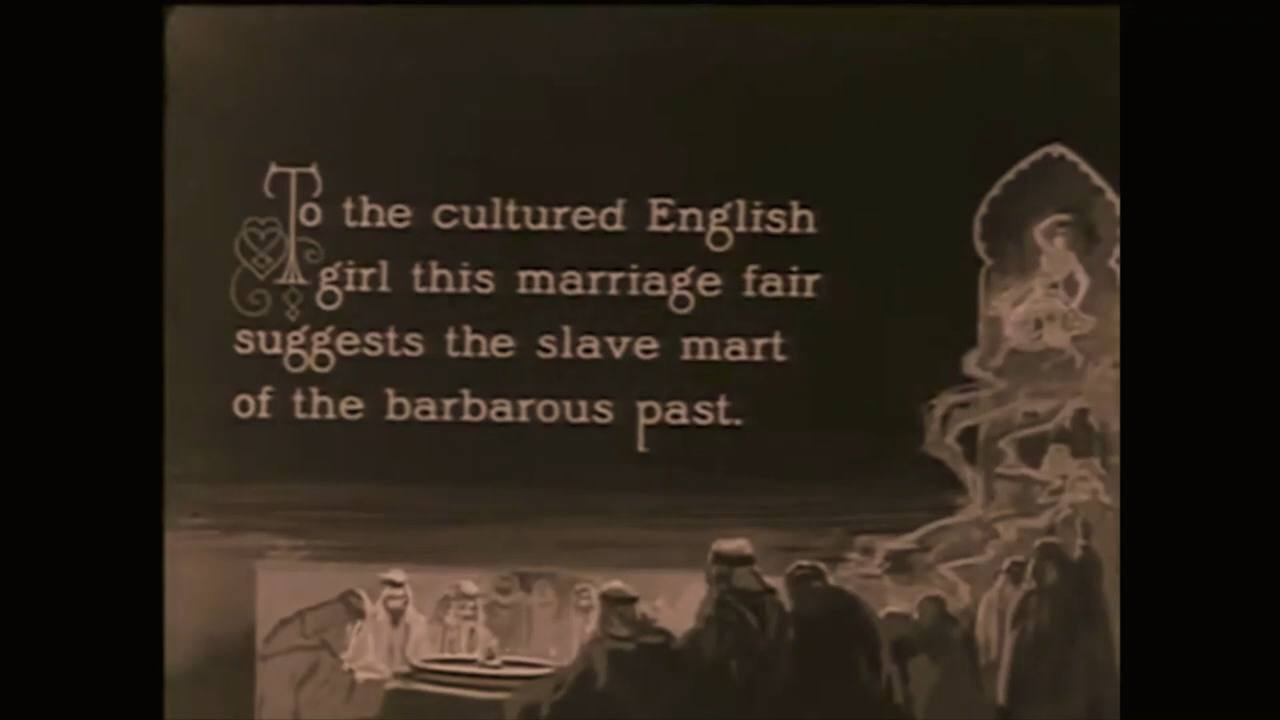 To the cultured English
girl this marriage fair
suggests the slave mart
of the barbarous past.